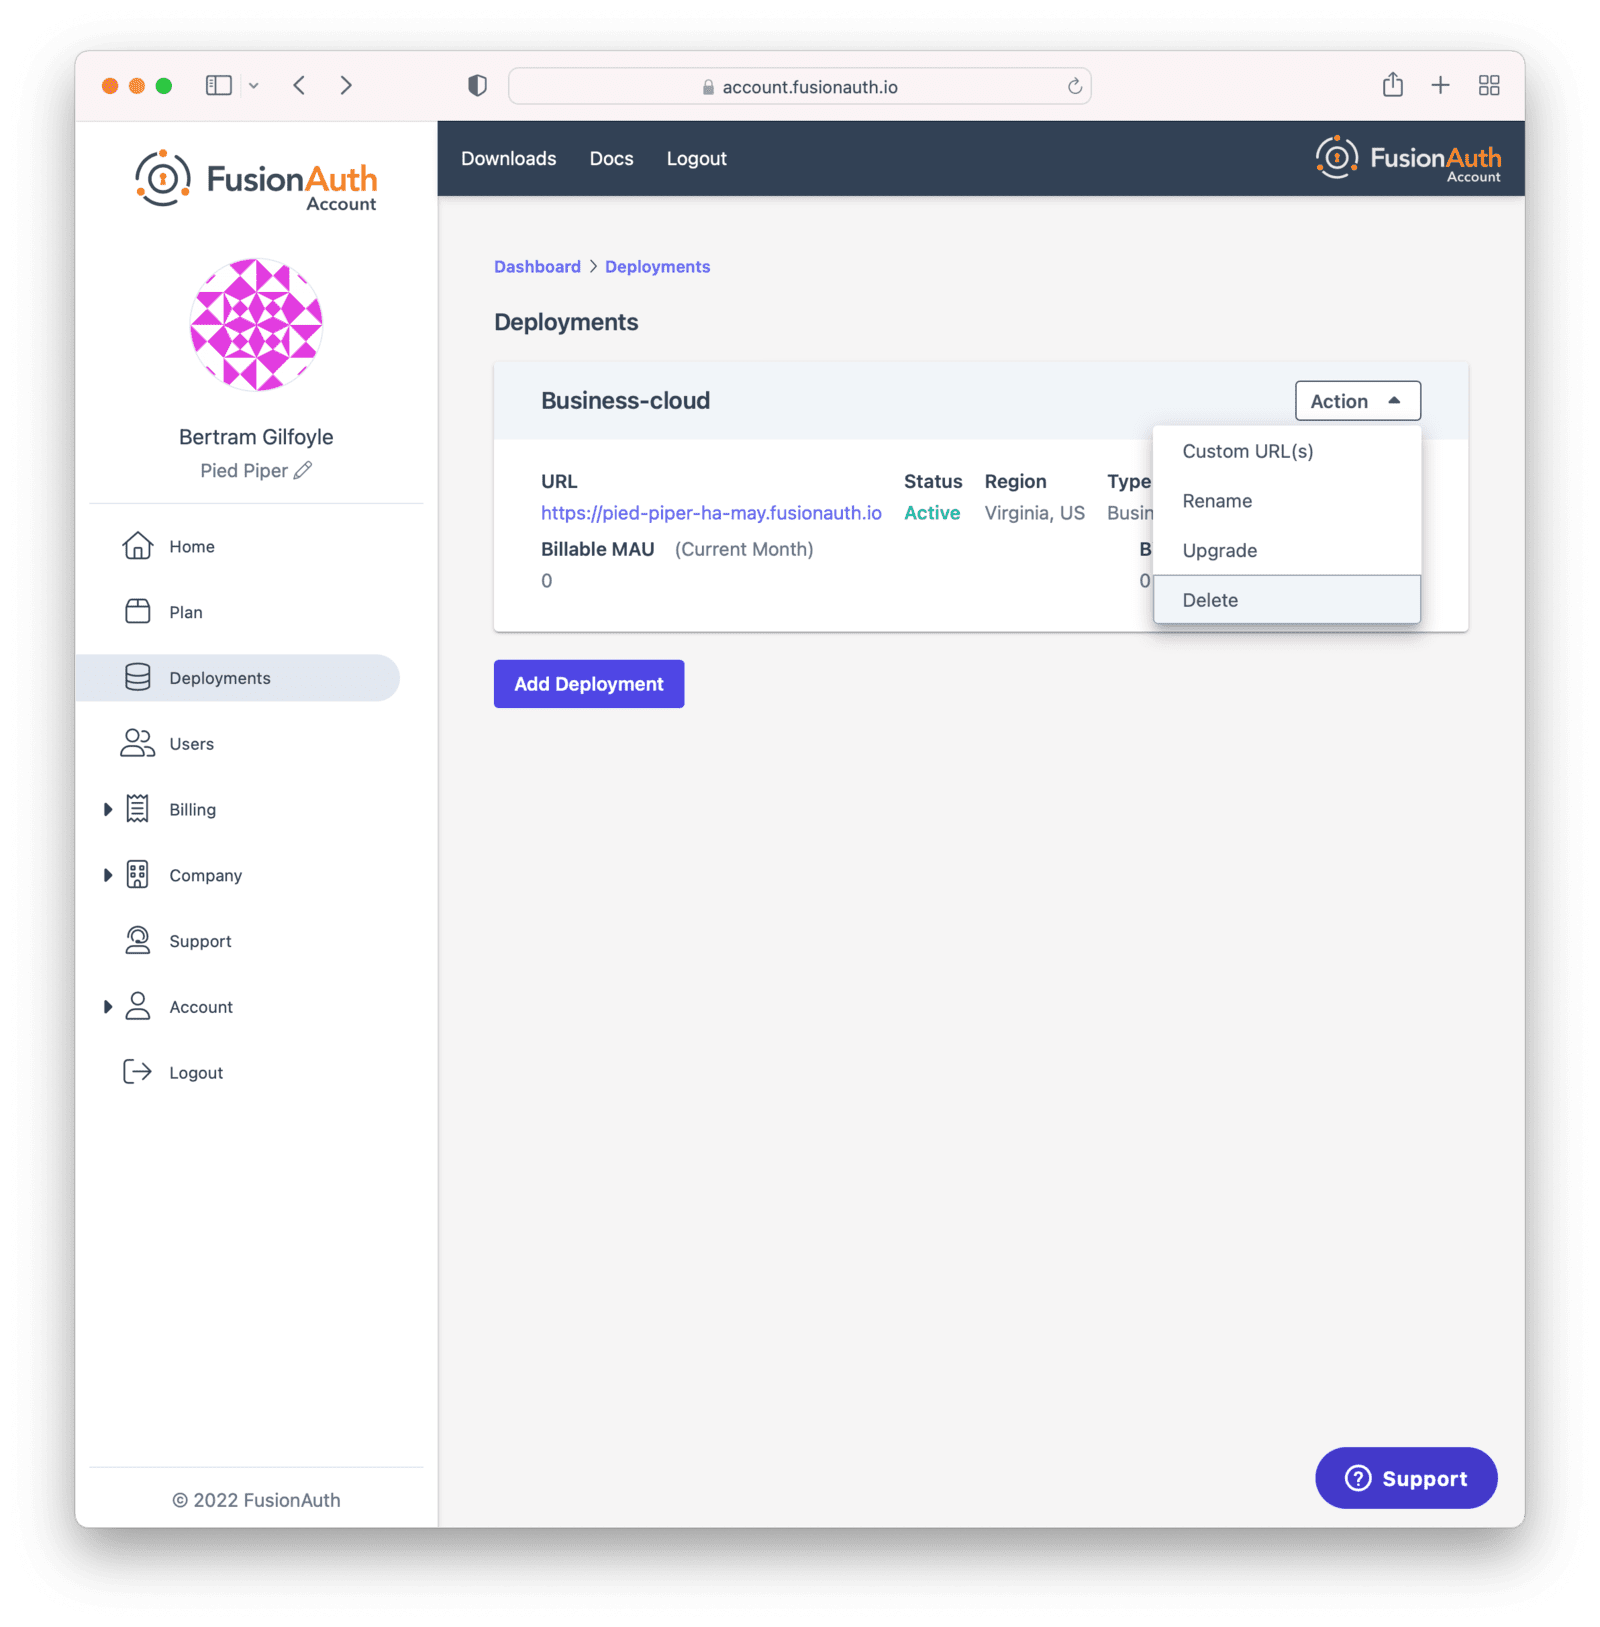 account.fusionauth.io
FusionAuth
Account
Downloads Docs Logout
FusionAuth
Account
Bertram Gilfoyle
Pied Piper
Home
Plan
Deployments
Users
Billing
Company
Support
Account
Logout
© 2022 FusionAuth
Dashboard > Deployments
Deployments
Business-cloud
Action
Custom URL(s)
Rename
Upgrade
Delete
URL Status Region Type
https://pied-piper-ha-may.fusionauth.io Active Virginia, US Busin
Billable MAU (Current Month) B
0 0
Add Deployment
Support